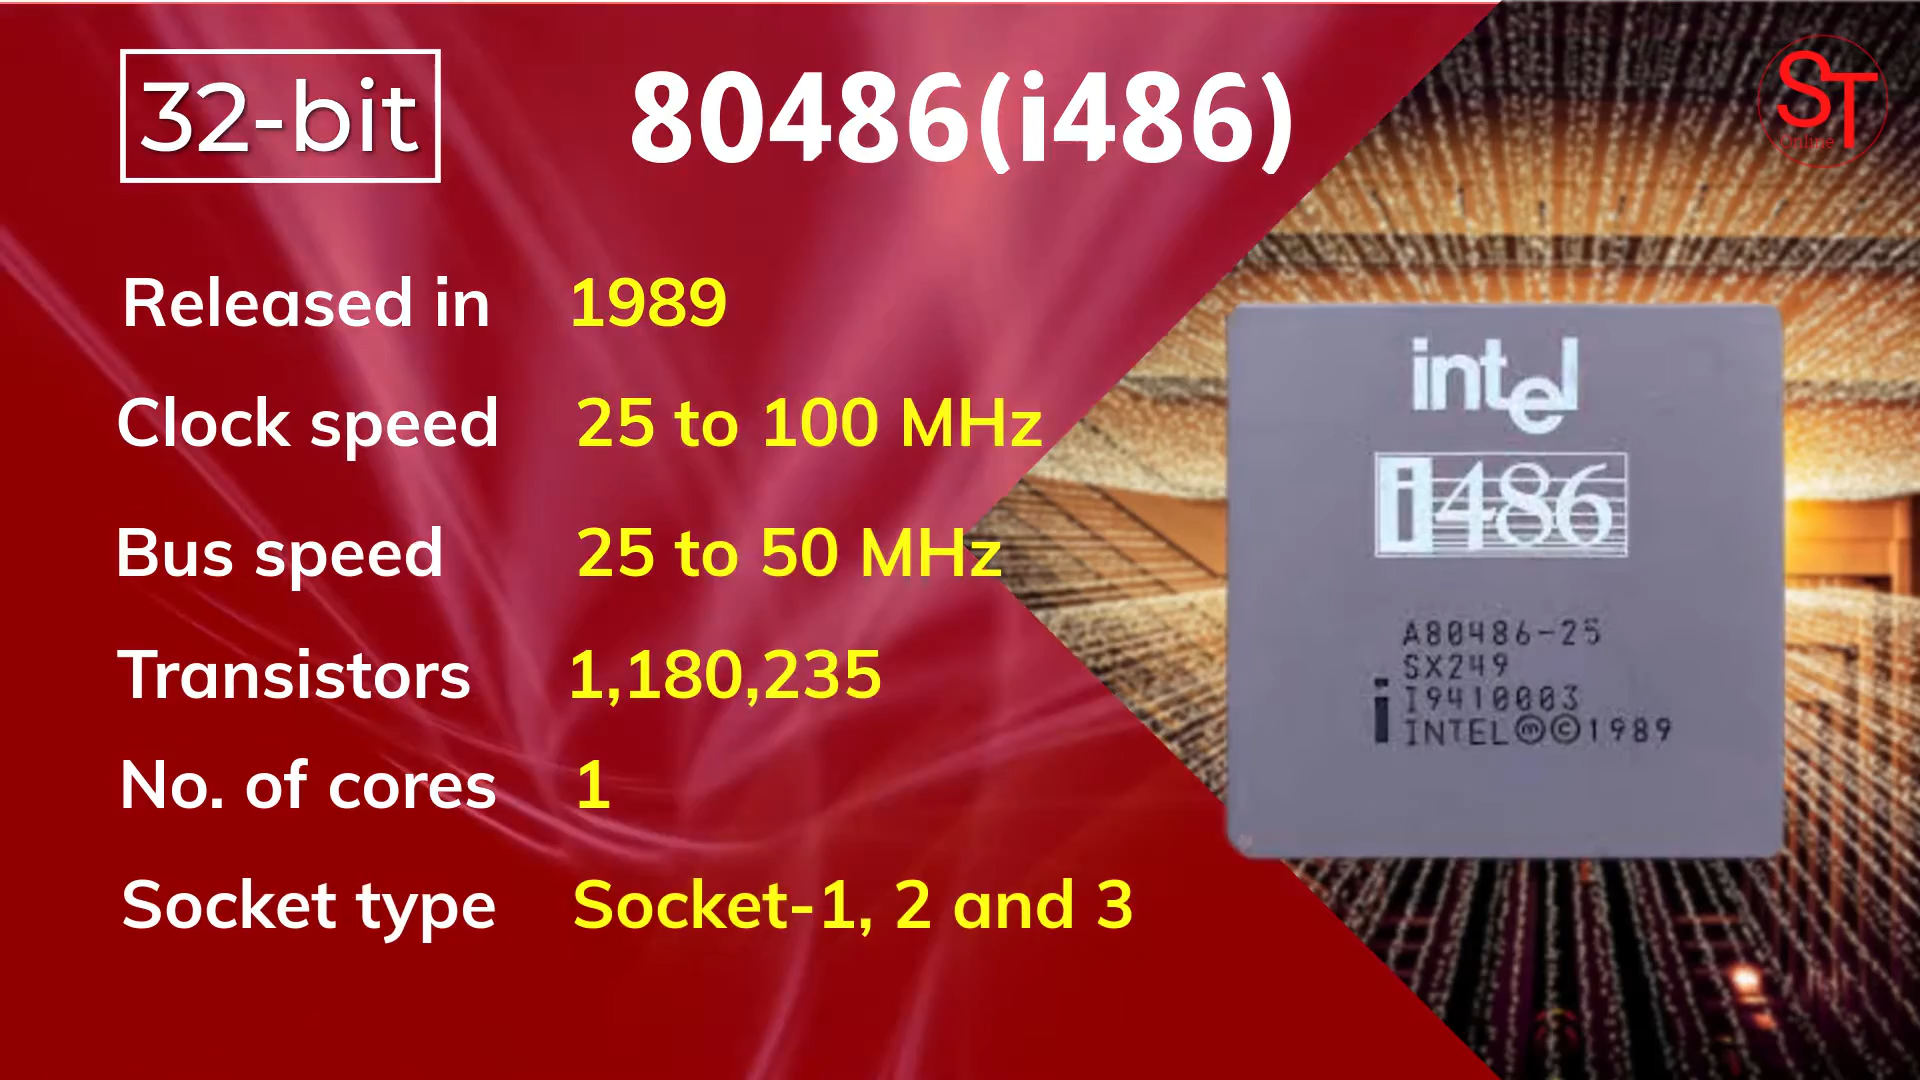 32-bit
80486(i486)
ST
Online
Released in 1989
Clock speed 25 to 100 MHz
Bus speed 25 to 50 MHz
Transistors 1,180,235
No. of cores 1
Socket type Socket-1, 2 and 3
intel
i486
A80486-25
SX249
I9410003
INTEL Ⓜ©1989